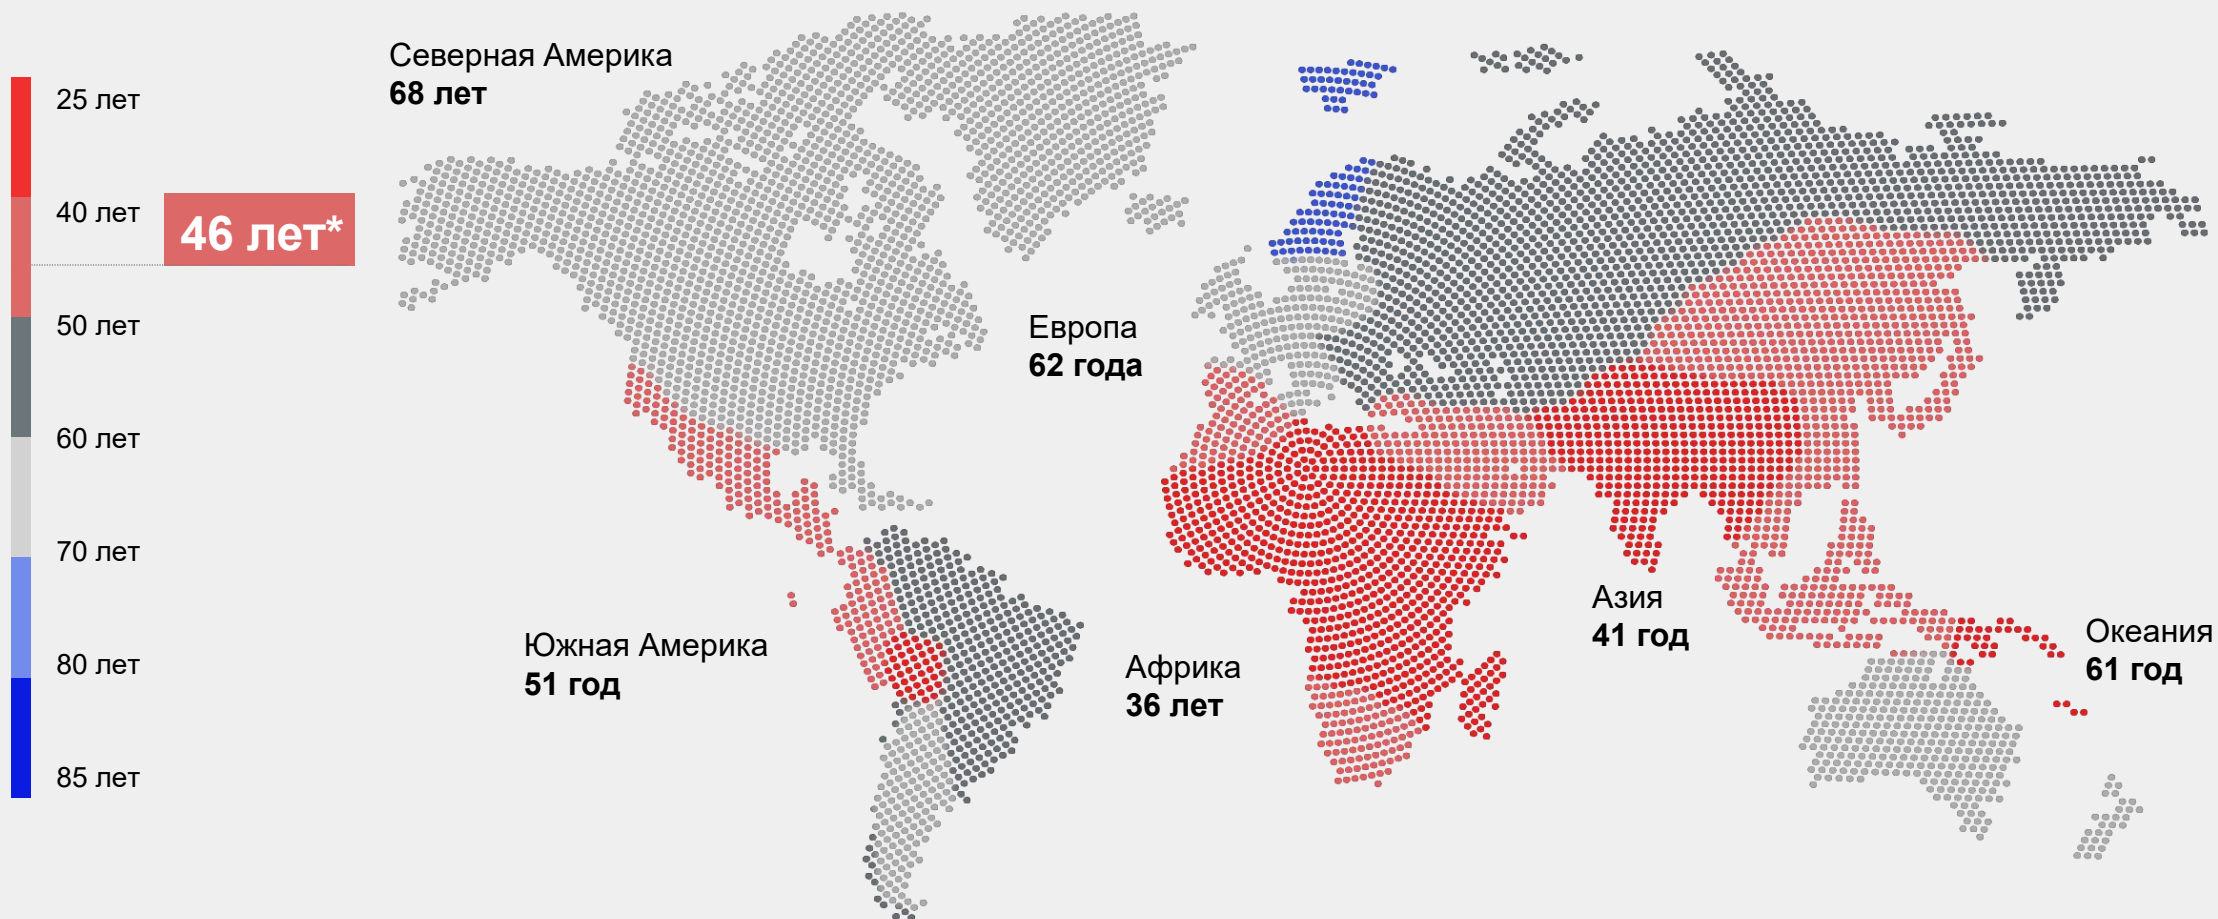 25 лет
40 лет
46 лет*
50 лет
60 лет
70 лет
80 лет
85 лет
Северная Америка
68 лет
Европа
62 года
Южная Америка
51 год
Африка
36 лет
Азия
41 год
Океания
61 год